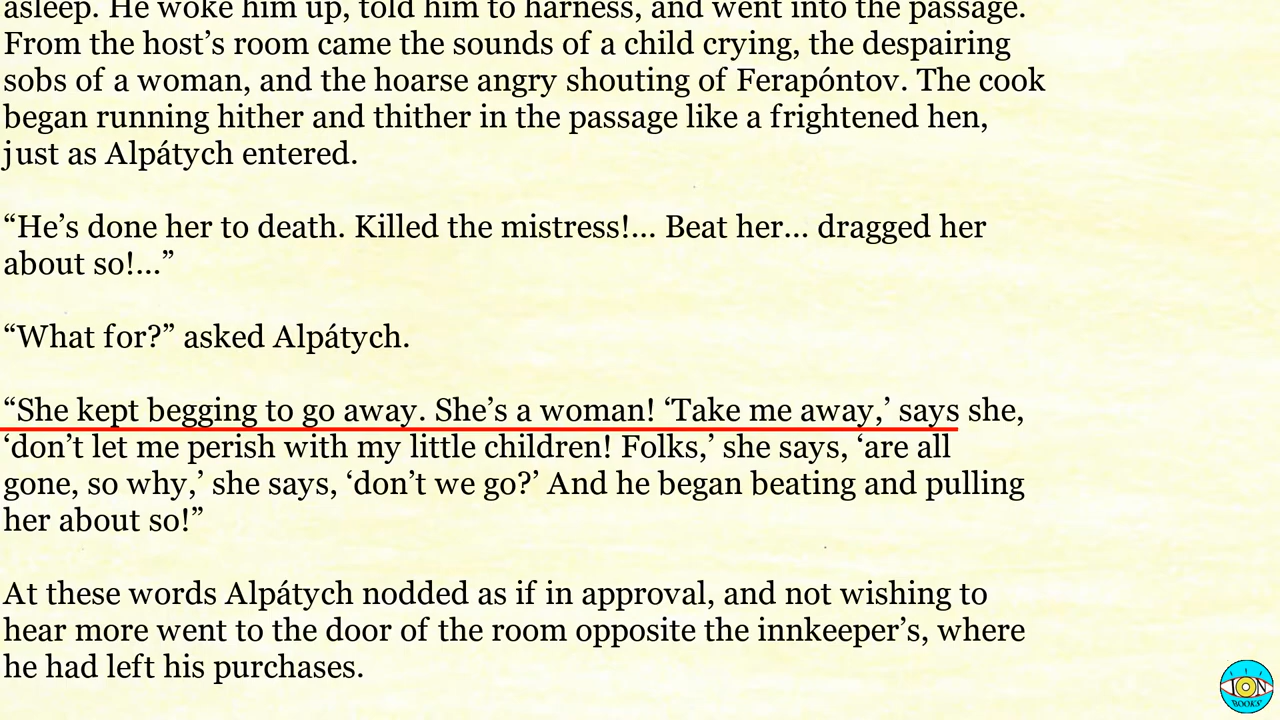 asleep. He woke him up, told him to harness, and went into the passage.
From the host’s room came the sounds of a child crying, the despairing
sobs of a woman, and the hoarse angry shouting of Ferapóntov. The cook
began running hither and thither in the passage like a frightened hen,
just as Alpátych entered.
“He’s done her to death. Killed the mistress!... Beat her... dragged her
about so!...”
“What for?” asked Alpátych.
“She kept begging to go away. She’s a woman! ‘Take me away,’ says she,
‘don’t let me perish with my little children! Folks,’ she says, ‘are all
gone, so why,’ she says, ‘don’t we go?’ And he began beating and pulling
her about so!”
At these words Alpátych nodded as if in approval, and not wishing to
hear more went to the door of the room opposite the innkeeper’s, where
he had left his purchases.
ION
BOOKS